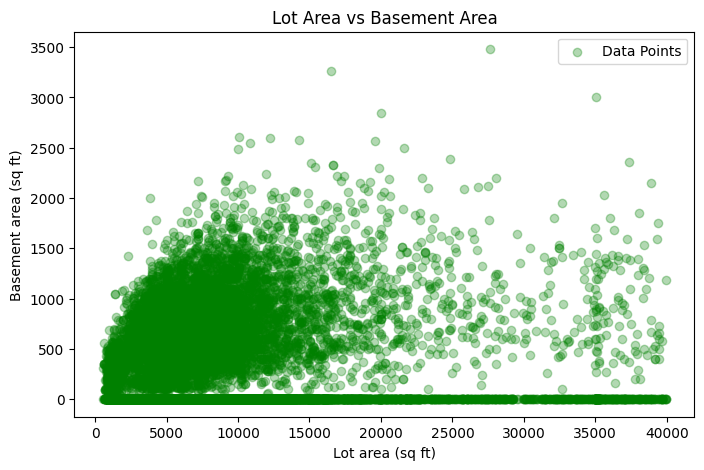 Lot Area vs Basement Area
Data Points
3500
3000
2500
2000
1500
1000
500
0
Basement area (sq ft)
0 5000 10000 15000 20000 25000 30000 35000 40000
Lot area (sq ft)